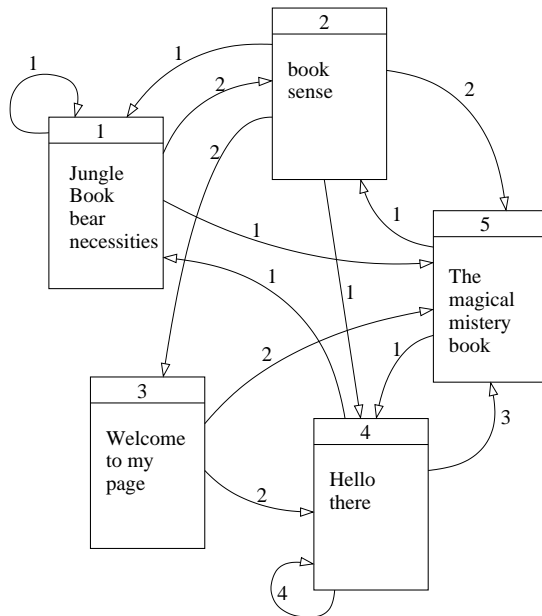 2
book
sense
1
1
2
2
2
1
Jungle
Book
bear
necessities
1
1
5
The
magical
mistery
book
1
1
2
1
3
Welcome
to my
page
4
Hello
there
3
2
4